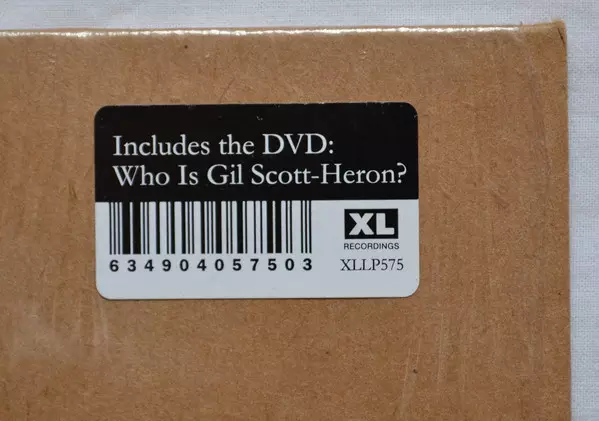 Includes the DVD:
Who Is Gil Scott-Heron?
XL
RECORDINGS
634904057503
XLLP575